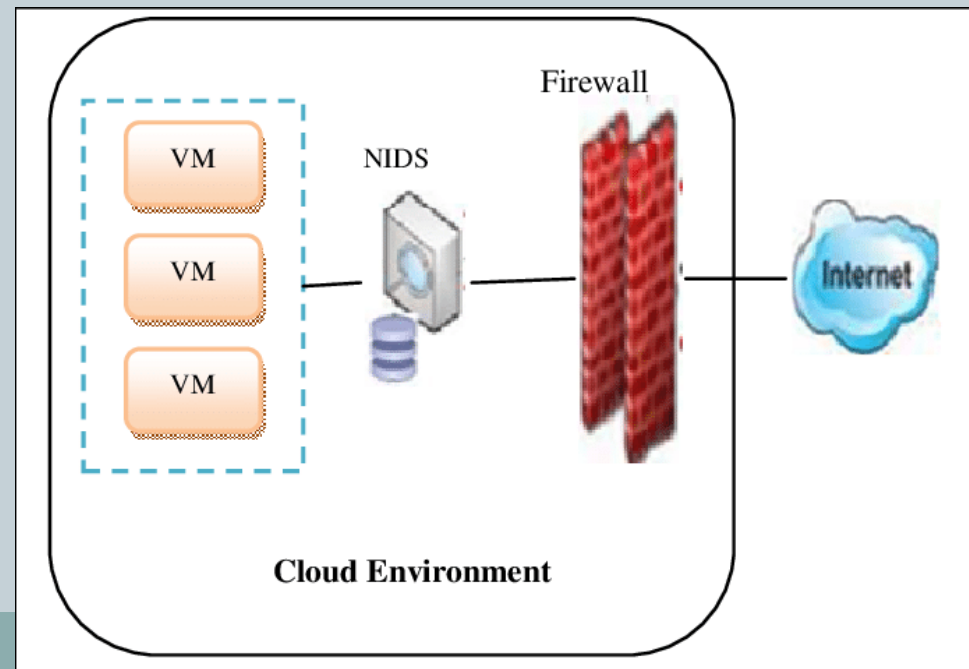 Firewall
VM
NIDS
VM
Internet
VM
Cloud Environment